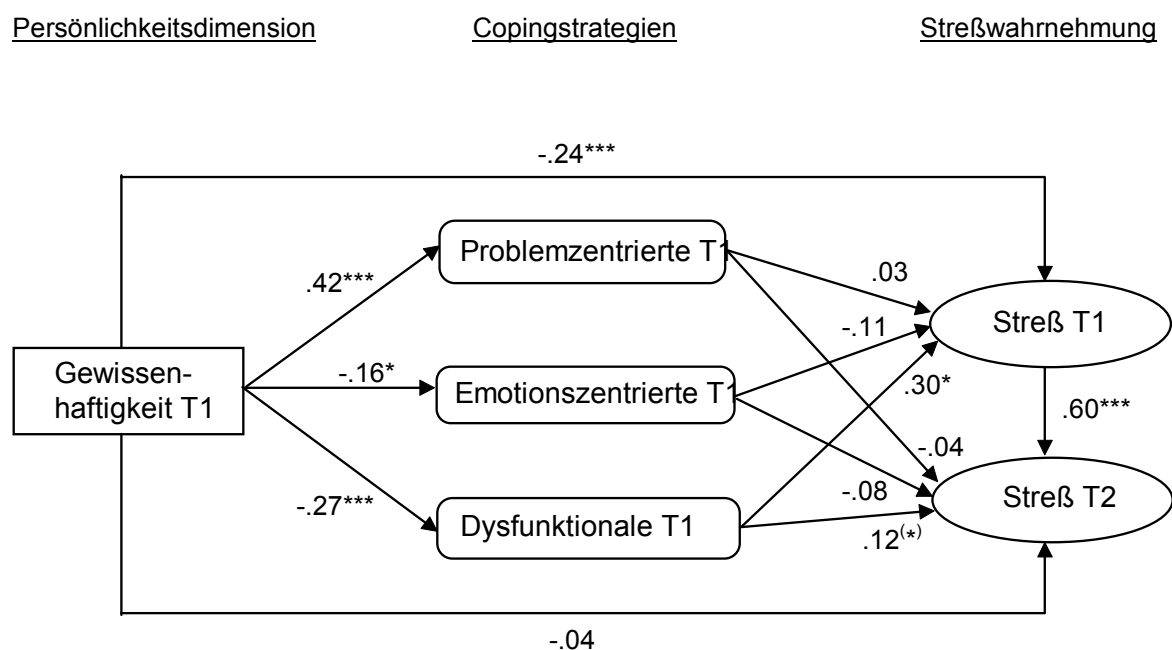 Persönlichkeitsdimension
Copingstrategien
Streßwahrnehmung
-.24***
Problemzentrierte T1
.42***
.03
Streß T1
-.11
Gewissen-
haftigkeit T1
-.16*
Emotionszentrierte T1
.30*
.60***
-.04
-.27***
-.08
Streß T2
Dysfunktionale T1
.12(*)
-.04